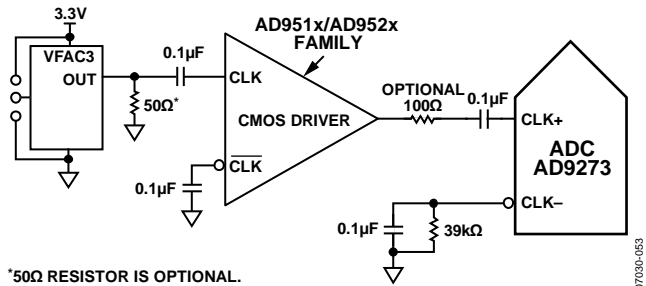 3.3V
VFAC3
OUT
0.1µF
50Ω*
AD951x/AD952x
FAMILY
CLK
CMOS DRIVER
CLK
0.1µF
OPTIONAL
100Ω
0.1µF
CLK+
ADC
AD9273
CLK–
0.1µF
39kΩ
*50Ω RESISTOR IS OPTIONAL.
07030-053